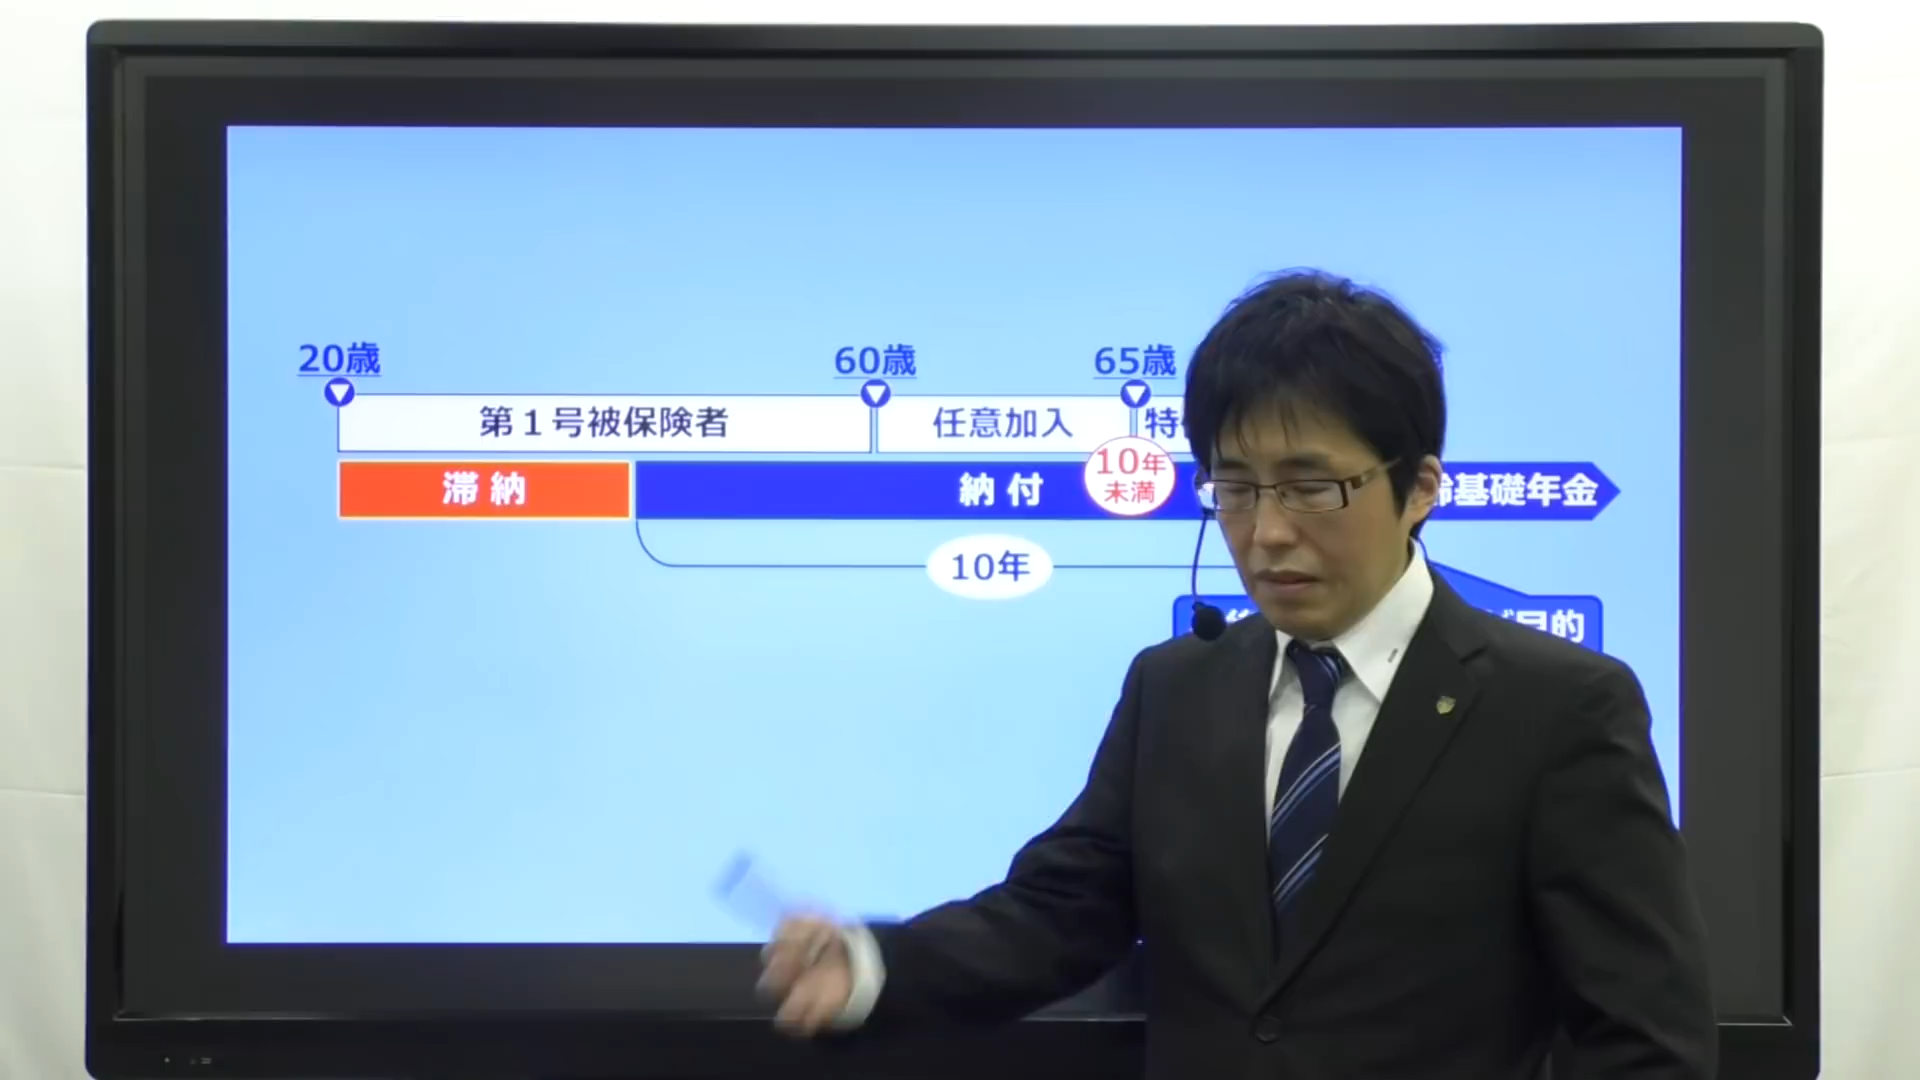 20歳
60歳
65歳
第1号被保険者
任意加入
特
滞納
納付
10年
未満
齢基礎年金
10年
が目的